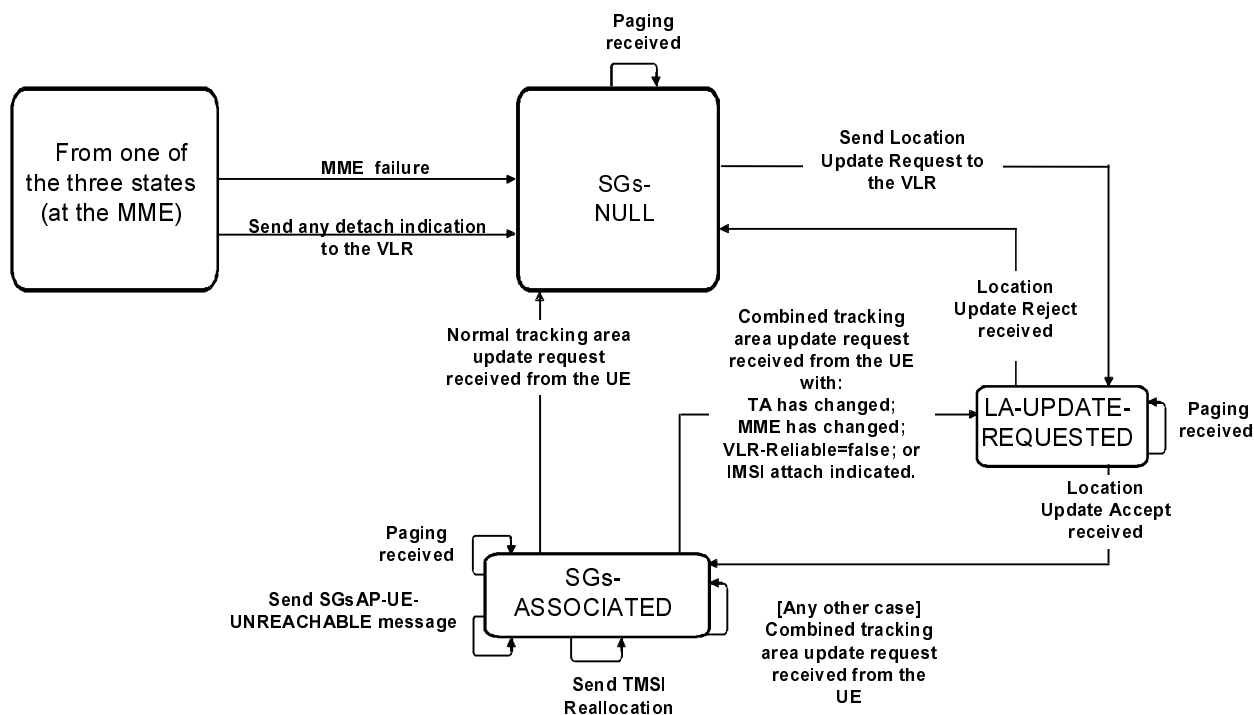 Paging
received
From one of
the three states
(at the MME)
MME failure
Send any detach indication
to the VLR
SGs-
NULL
Send Location
Update Request to
the VLR
Location
Update Reject
received
Normal tracking area
update request
received from the UE
Combined tracking
area update request
received from the UE
with:
TA has changed;
MME has changed;
VLR-Reliable=false; or
IMSI attach indicated.
LA-UPDATE-
REQUESTED
Paging
received
Location
Update Accept
received
Paging
received
Send SGsAP-UE-
UNREACHABLE message
SGs-
ASSOCIATED
[Any other case]
Combined tracking
area update request
received from the
UE
Send TMSI
Reallocation